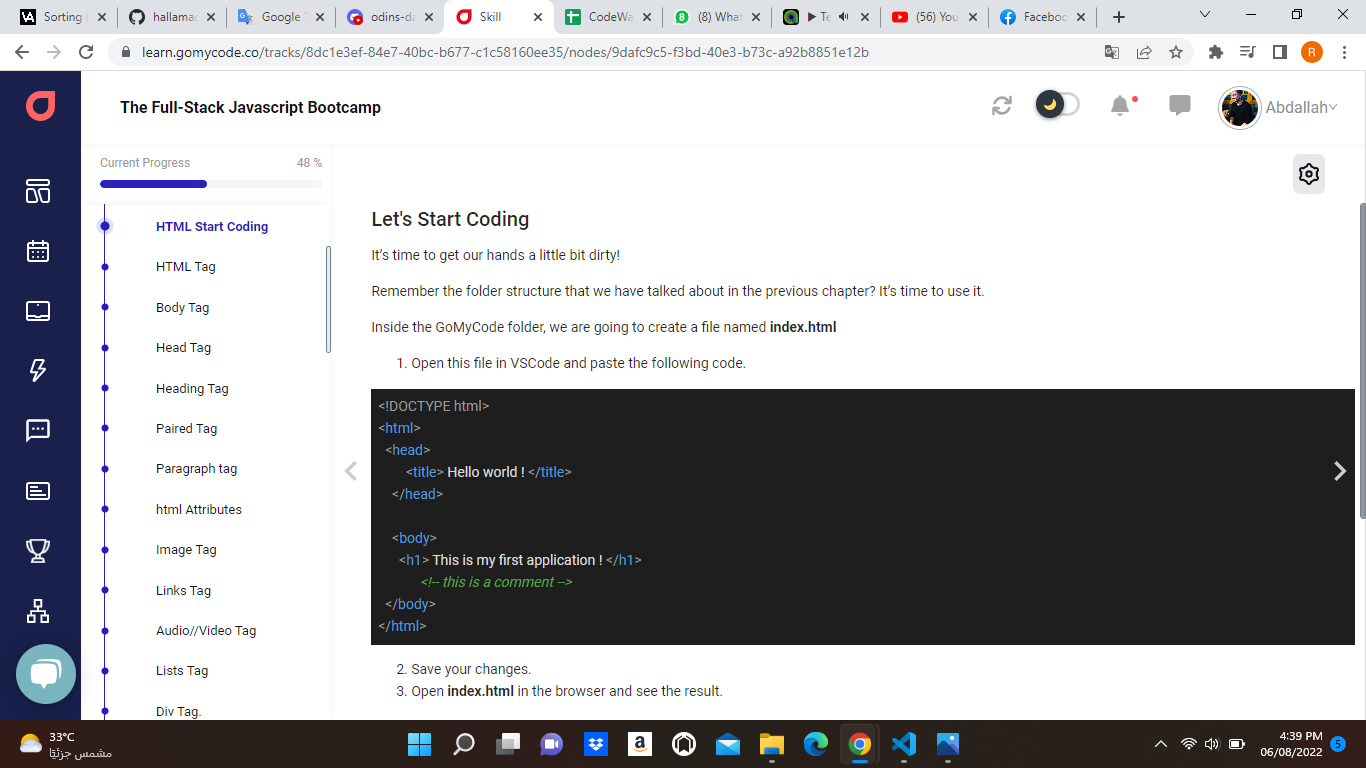 Sorting
hallamac
Google T
odins-da
Skill
CodeWa
(8) What
Te
(56) You
Faceboo
learn.gomycode.co/tracks/8dc1e3ef-84e7-40bc-b677-c1c58160ee35/nodes/9dafc9c5-f3bd-40e3-b73c-a92b8851e12b
R
The Full-Stack Javascript Bootcamp
Abdallah
Current Progress 48 %
HTML Start Coding
HTML Tag
Body Tag
Head Tag
Heading Tag
Paired Tag
Paragraph tag
html Attributes
Image Tag
Links Tag
Audio//Video Tag
Lists Tag
Div Tag.
Let's Start Coding
It’s time to get our hands a little bit dirty!
Remember the folder structure that we have talked about in the previous chapter? It’s time to use it.
Inside the GoMyCode folder, we are going to create a file named index.html
1. Open this file in VSCode and paste the following code.
<!DOCTYPE html>
<html>
<head>
<title> Hello world ! </title>
</head>
<body>
<h1> This is my first application ! </h1>
<!-- this is a comment -->
</body>
</html>
2. Save your changes.
3. Open index.html in the browser and see the result.
33°C
مشمس جزئيًا
4:39 PM
06/08/2022
5